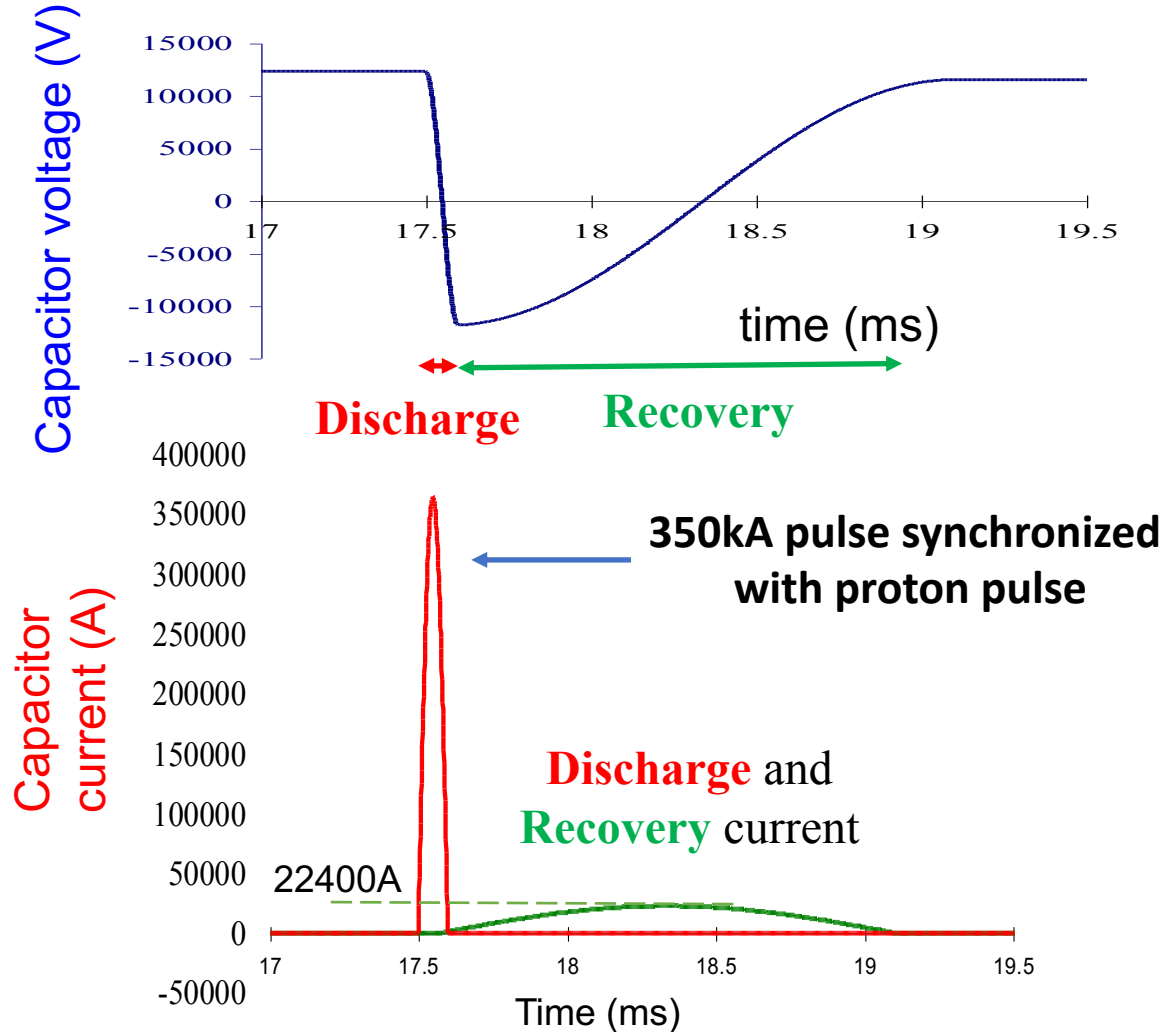 Capacitor voltage (V)
15000
10000
5000
0
-5000
-10000
-15000
17
17.5
18
18.5
19
19.5
time (ms)
Discharge
Recovery
Capacitor
current (A)
400000
350000
300000
250000
200000
150000
100000
50000
0
-50000
350kA pulse synchronized
with proton pulse
Discharge and
Recovery current
22400A
17
17.5
18
18.5
19
19.5
Time (ms)